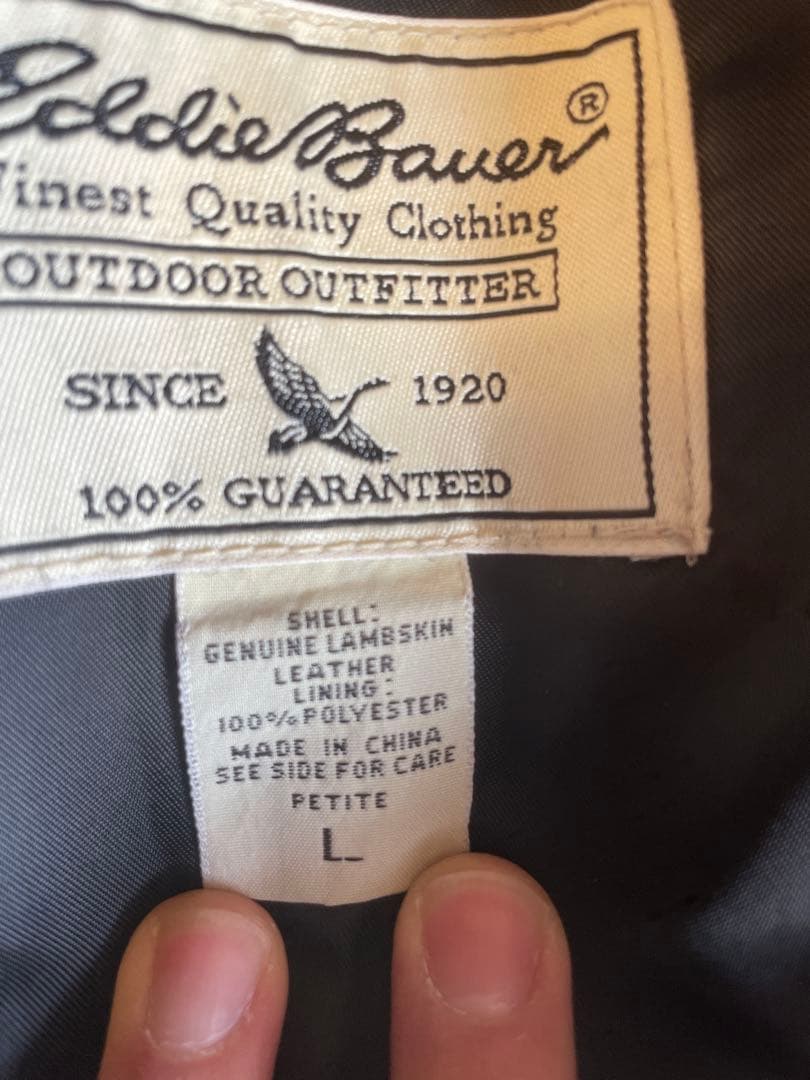 Eddie Bauer ®
Finest Quality Clothing
OUTDOOR OUTFITTER
SINCE 1920
100% GUARANTEED
SHELL:
GENUINE LAMBSKIN
LEATHER
LINING:
100% POLYESTER
MADE IN CHINA
SEE SIDE FOR CARE
PETITE
L